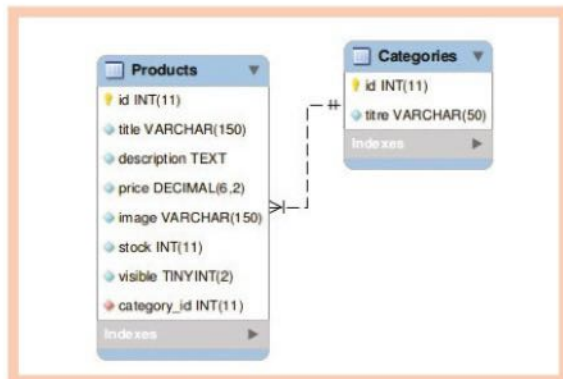 Products
id INT(11)
title VARCHAR(150)
description TEXT
price DECIMAL(6,2)
image VARCHAR(150)
stock INT(11)
visible TINYINT(2)
category_id INT(11)
Indexes
Categories
id INT(11)
titre VARCHAR(50)
Indexes